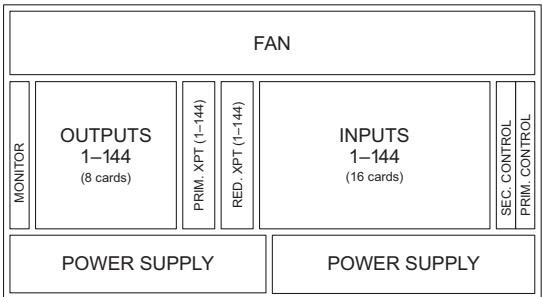 FAN
MONITOR
OUTPUTS
1–144
(8 cards)
PRIM. XPT (1–144)
RED. XPT (1–144)
INPUTS
1–144
(16 cards)
SEC. CONTROL
PRIM. CONTROL
POWER SUPPLY
POWER SUPPLY